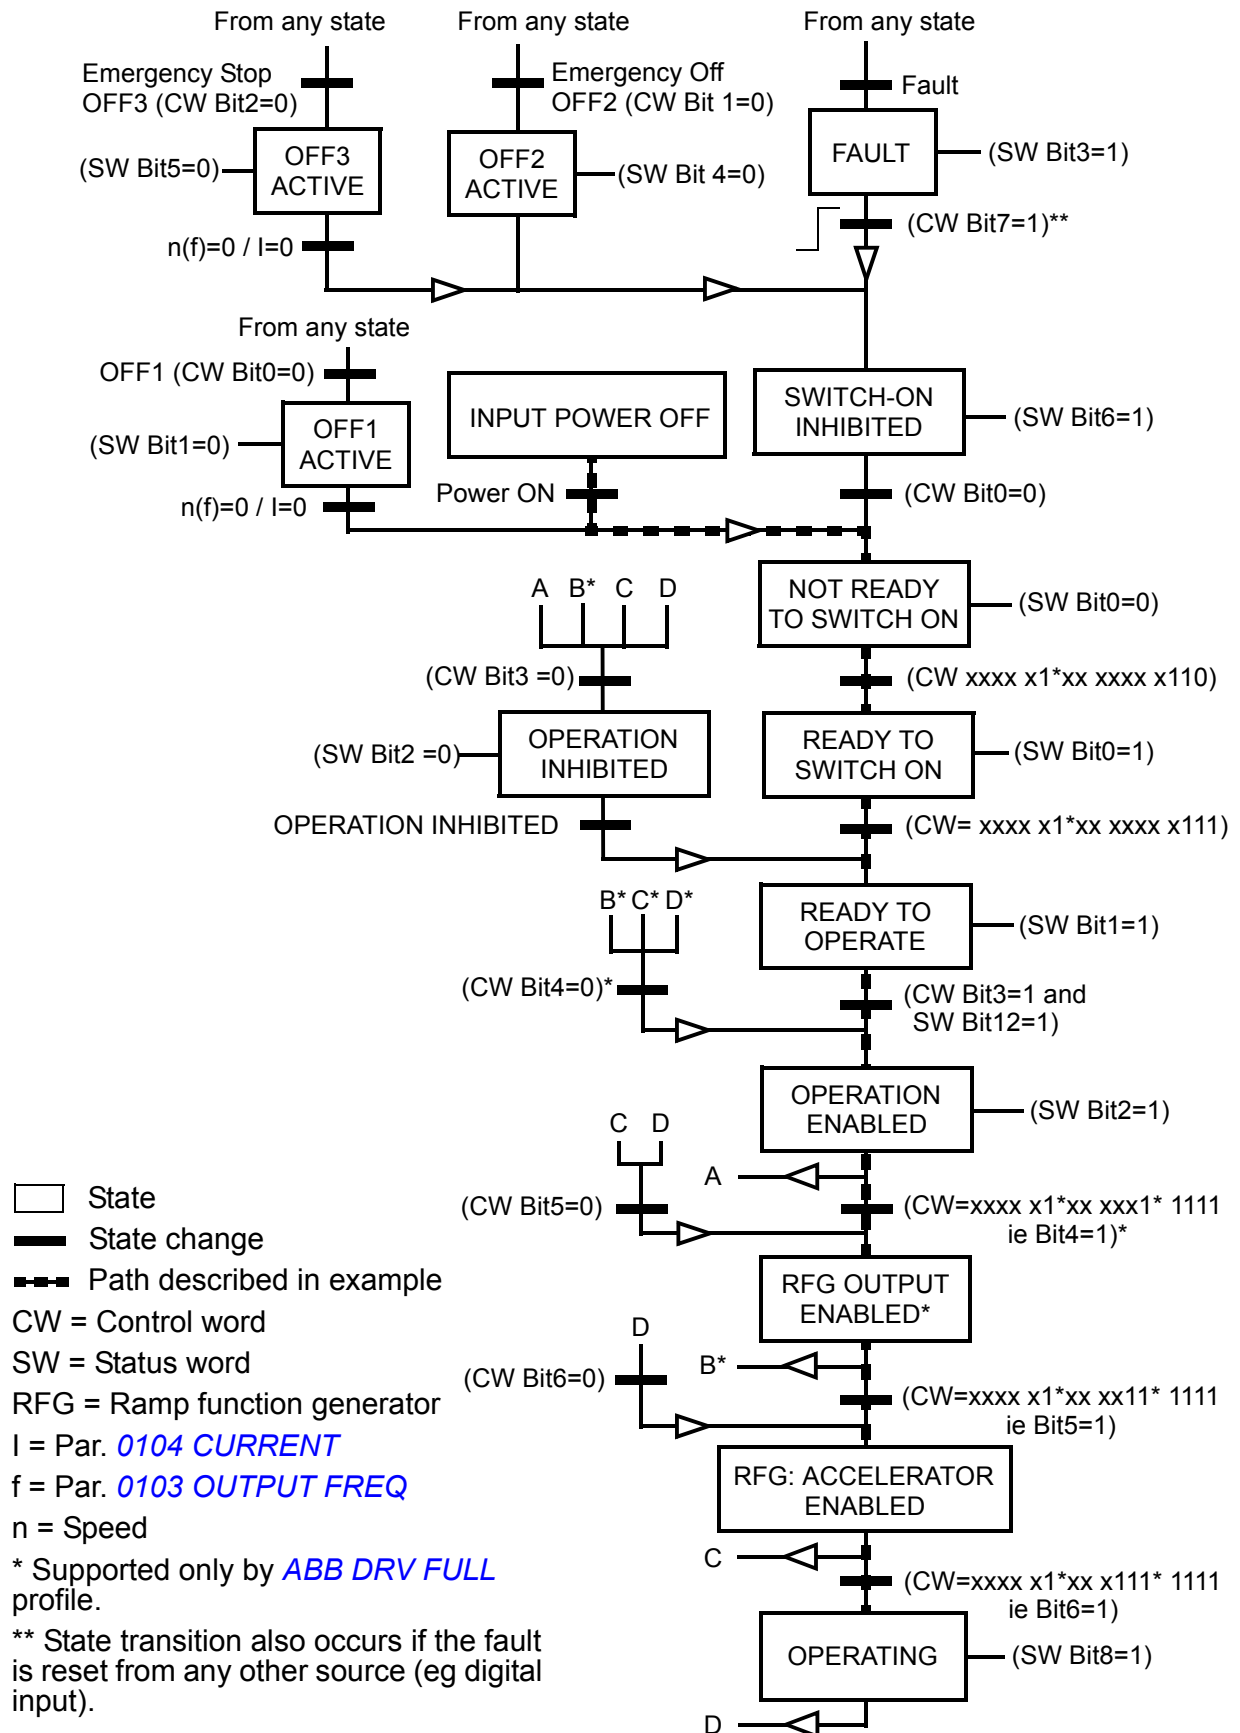 From any state
From any state
From any state
Emergency Stop
OFF3 (CW Bit2=0)
Emergency Off
OFF2 (CW Bit 1=0)
Fault
(SW Bit5=0)
OFF3
ACTIVE
OFF2
ACTIVE
(SW Bit 4=0)
FAULT
(SW Bit3=1)
n(f)=0 / I=0
(CW Bit7=1)**
From any state
OFF1 (CW Bit0=0)
(SW Bit1=0)
OFF1
ACTIVE
INPUT POWER OFF
SWITCH-ON
INHIBITED
(SW Bit6=1)
n(f)=0 / I=0
Power ON
(CW Bit0=0)
A B* C D
NOT READY
TO SWITCH ON
(SW Bit0=0)
(CW Bit3 =0)
(CW xxxx x1*xx xxxx x110)
(SW Bit2 =0)
OPERATION
INHIBITED
READY TO
SWITCH ON
(SW Bit0=1)
OPERATION INHIBITED
(CW= xxxx x1*xx xxxx x111)
B* C* D*
READY TO
OPERATE
(SW Bit1=1)
(CW Bit4=0)*
(CW Bit3=1 and
SW Bit12=1)
OPERATION
ENABLED
(SW Bit2=1)
C D
A
(CW Bit5=0)
(CW=xxxx x1*xx xxx1* 1111
ie Bit4=1)*
RFG OUTPUT
ENABLED*
D
B*
(CW Bit6=0)
(CW=xxxx x1*xx xx11* 1111
ie Bit5=1)
RFG: ACCELERATOR
ENABLED
C
(CW=xxxx x1*xx x111* 1111
ie Bit6=1)
OPERATING
(SW Bit8=1)
D
State
State change
Path described in example
CW = Control word
SW = Status word
RFG = Ramp function generator
I = Par. 0104 CURRENT
f = Par. 0103 OUTPUT FREQ
n = Speed
* Supported only by ABB DRV FULL
profile.
** State transition also occurs if the fault
is reset from any other source (eg digital
input).